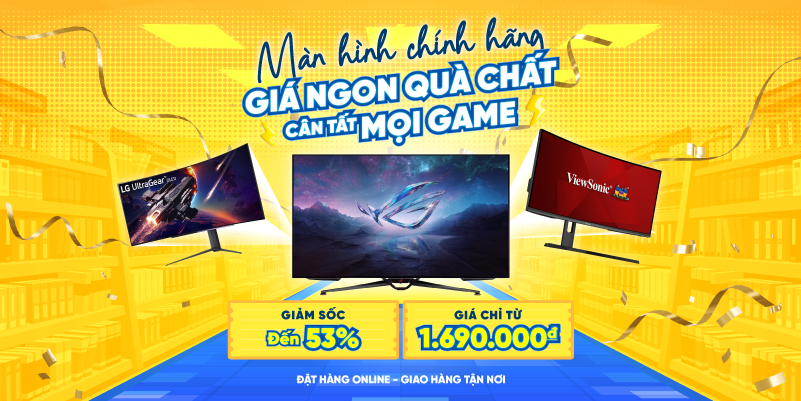 Màn hình chính hãng
GIÁ NGON QUÀ CHẤT
CÂN TẤT MỌI GAME
LG UltraGear OLED
ViewSonic®
GIẢM SỐC
Đến 53%
GIÁ CHỈ TỪ
1.690.000đ
ĐẶT HÀNG ONLINE - GIAO HÀNG TẬN NƠI